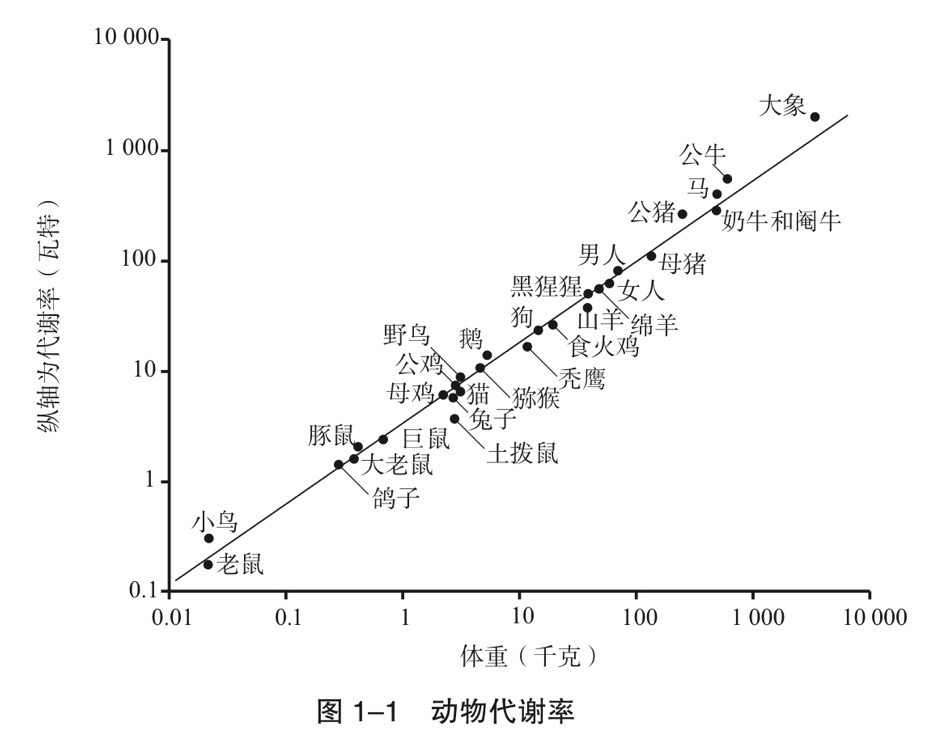 10 000
大象
1 000
公牛
马
公猪
奶牛和阉牛
纵轴为代谢率（瓦特）
100
男人
母猪
黑猩猩
女人
狗
山羊
绵羊
野鸟
鹅
食火鸡
公鸡
10
秃鹰
母鸡
猫
猕猴
兔子
豚鼠
巨鼠
土拨鼠
大老鼠
1
鸽子
小鸟
老鼠
0.1
0.01 0.1 1 10 100 1 000 10 000
体重（千克）
图 1–1 动物代谢率